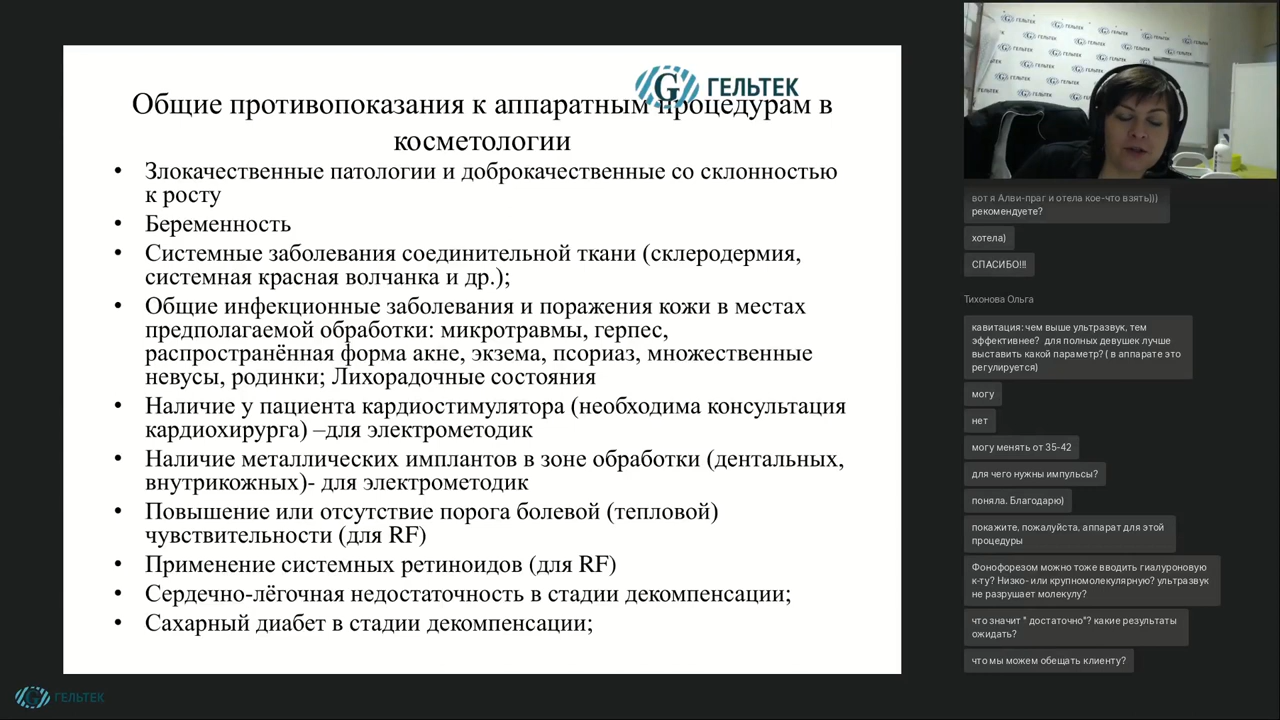 ГЕЛЬТЕК
Общие противопоказания к аппаратным процедурам в
косметологии
• Злокачественные патологии и доброкачественные со склонностью
к росту
• Беременность
• Системные заболевания соединительной ткани (склеродермия,
системная красная волчанка и др.);
• Общие инфекционные заболевания и поражения кожи в местах
предполагаемой обработки: микротравмы, герпес,
распространённая форма акне, экзема, псориаз, множественные
невусы, родинки; Лихорадочные состояния
• Наличие у пациента кардиостимулятора (необходима консультация
кардиохирурга) –для электрометодик
• Наличие металлических имплантов в зоне обработки (дентальных,
внутрикожных)- для электрометодик
• Повышение или отсутствие порога болевой (тепловой)
чувствительности (для RF)
• Применение системных ретиноидов (для RF)
• Сердечно-лёгочная недостаточность в стадии декомпенсации;
• Сахарный диабет в стадии декомпенсации;
ГЕЛЬТЕК
вот я Алви-праг и отела кое-что взять)))
рекомендуете?
хотела)
СПАСИБО!!!
Тихонова Ольга
кавитация: чем выше ультразвук, тем
эффективнее? для полных девушек лучше
выставить какой параметр? ( в аппарате это
регулируется)
могу
нет
могу менять от 35-42
для чего нужны импульсы?
поняла. Благодарю)
покажите, пожалуйста, аппарат для этой
процедуры
Фонофорезом можно тоже вводить гиалуроновую
к-ту? Низко- или крупномолекулярную? ультразвук
не разрушает молекулу?
что значит " достаточно"? какие результаты
ожидать?
что мы можем обещать клиенту?